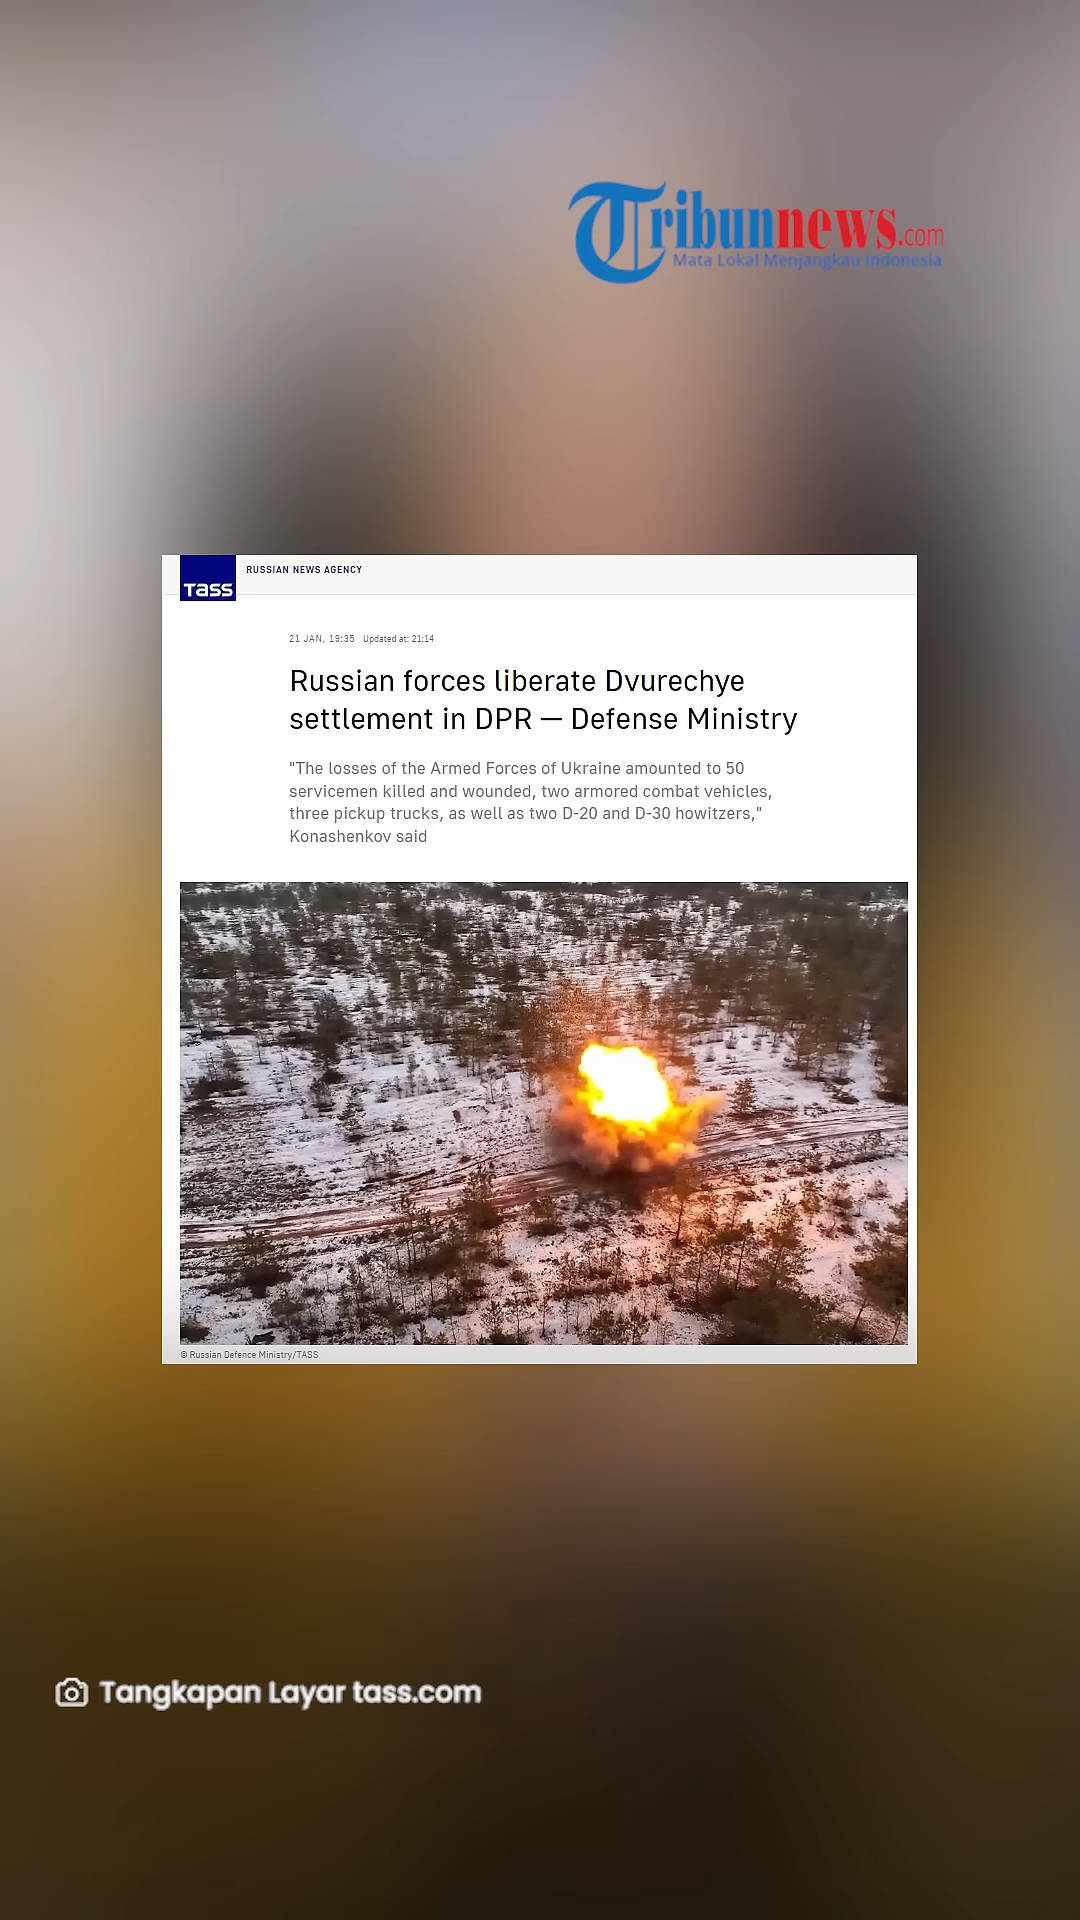 Tribunnews.com
Mata Lokal Menjangkau Indonesia
TASS
RUSSIAN NEWS AGENCY
21 JAN, 19:35 Updated at: 21:14
Russian forces liberate Dvurechye
settlement in DPR — Defense Ministry
"The losses of the Armed Forces of Ukraine amounted to 50
servicemen killed and wounded, two armored combat vehicles,
three pickup trucks, as well as two D-20 and D-30 howitzers,"
Konashenkov said
© Russian Defence Ministry/TASS
Tangkapan Layar tass.com